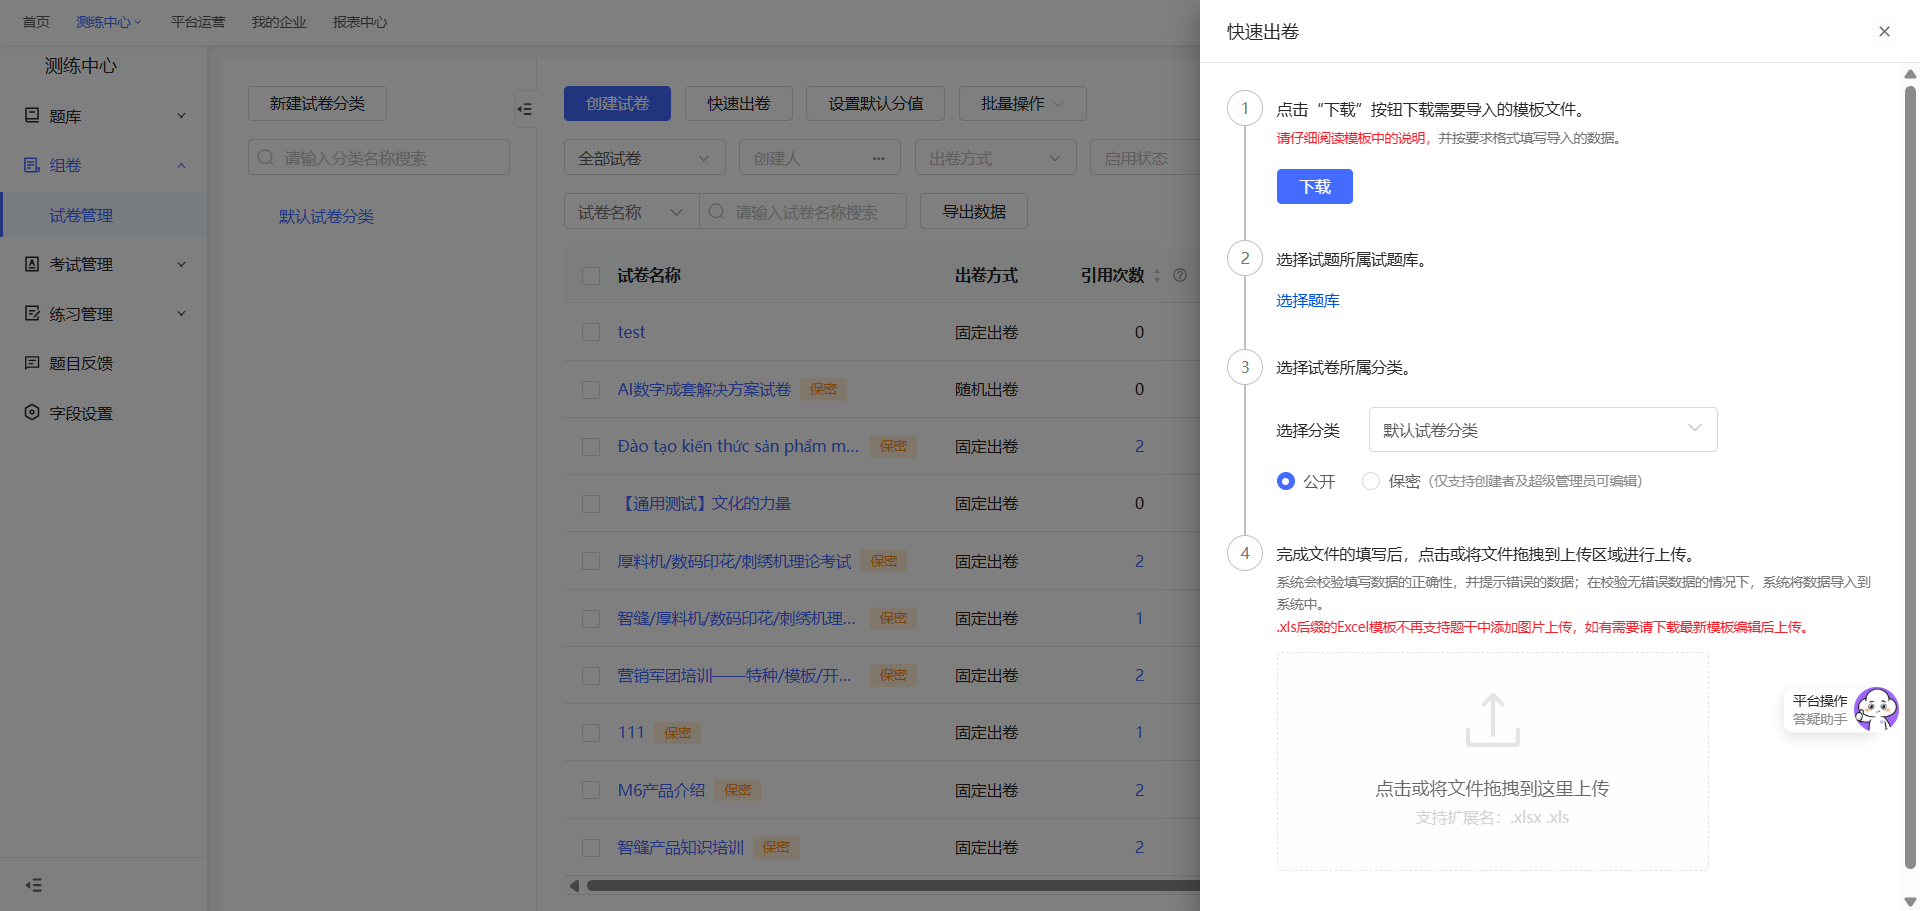 首页 测练中心 平台运营 我的企业 报表中心
测练中心
题库
组卷
试卷管理
考试管理
练习管理
题目反馈
字段设置
新建试卷分类
请输入分类名称搜索
默认试卷分类
创建试卷 快速出卷 设置默认分值 批量操作
全部试卷 创建人 ... 出卷方式 启用状态
试卷名称 请输入试卷名称搜索 导出数据
试卷名称 出卷方式 引用次数
test 固定出卷 0
AI数字成套解决方案试卷 保密 随机出卷 0
Đào tạo kiến thức sản phẩm m... 保密 固定出卷 2
【通用测试】文化的力量 固定出卷 0
厚料机/数码印花/刺绣机理论考试 保密 固定出卷 2
智缝/厚料机/数码印花/刺绣机理... 保密 固定出卷 1
营销军团培训——特种/模板/开... 保密 固定出卷 2
111 保密 固定出卷 1
M6产品介绍 保密 固定出卷 2
智缝产品知识培训 保密 固定出卷 2
快速出卷
1 点击“下载”按钮下载需要导入的模板文件。
请仔细阅读模板中的说明，并按要求格式填写导入的数据。
下载
2 选择试题所属试题库。
选择题库
3 选择试卷所属分类。
选择分类 默认试卷分类
公开 保密 (仅支持创建者及超级管理员可编辑)
4 完成文件的填写后，点击或将文件拖拽到上传区域进行上传。
系统会校验填写数据的正确性，并提示错误的数据；在校验无错误数据的情况下，系统将数据导入到
系统中。
.xls后缀的Excel模板不再支持题干中添加图片上传，如有需要请下载最新模板编辑后上传。
点击或将文件拖拽到这里上传
支持扩展名：.xlsx .xls
平台操作
答疑助手